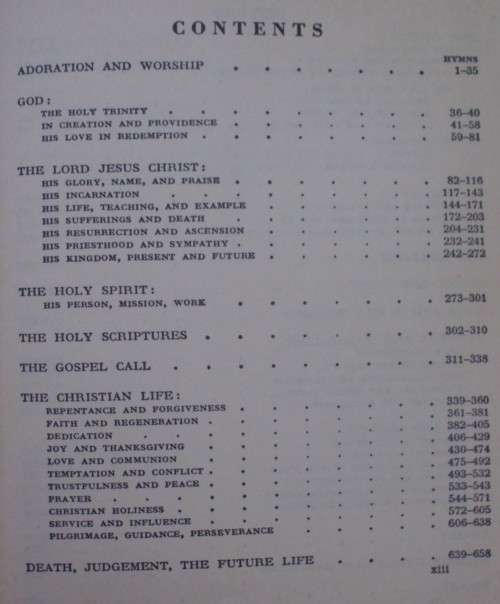 CONTENTS
HYMNS
ADORATION AND WORSHIP . . . . . . . 1–35
GOD:
THE HOLY TRINITY . . . . . . . . 36–40
IN CREATION AND PROVIDENCE . . . . . . 41–58
HIS LOVE IN REDEMPTION . . . . . . . 59–81
THE LORD JESUS CHRIST:
HIS GLORY, NAME, AND PRAISE . . . . . . 82–116
HIS INCARNATION . . . . . . . . 117–143
HIS LIFE, TEACHING, AND EXAMPLE . . . . . 144–171
HIS SUFFERINGS AND DEATH . . . . . . 172–203
HIS RESURRECTION AND ASCENSION . . . . . 204–231
HIS PRIESTHOOD AND SYMPATHY . . . . . . 232–241
HIS KINGDOM, PRESENT AND FUTURE . . . . . 242–272
THE HOLY SPIRIT:
HIS PERSON, MISSION, WORK . . . . . . 273–301
THE HOLY SCRIPTURES . . . . . . . 302–310
THE GOSPEL CALL . . . . . . . . 311–338
THE CHRISTIAN LIFE:
REPENTANCE AND FORGIVENESS . . . . . . 339–360
FAITH AND REGENERATION . . . . . . . 361–381
DEDICATION . . . . . . . . 382–405
JOY AND THANKSGIVING . . . . . . . 406–429
LOVE AND COMMUNION . . . . . . . 430–474
TEMPTATION AND CONFLICT . . . . . . . 475–492
TRUSTFULNESS AND PEACE . . . . . . . 493–532
PRAYER . . . . . . . . . 533–543
CHRISTIAN HOLINESS . . . . . . . 544–571
SERVICE AND INFLUENCE . . . . . . . 572–605
PILGRIMAGE, GUIDANCE, PERSEVERANCE . . . . . 606–638
DEATH, JUDGEMENT, THE FUTURE LIFE . . . . 639–658
xiii